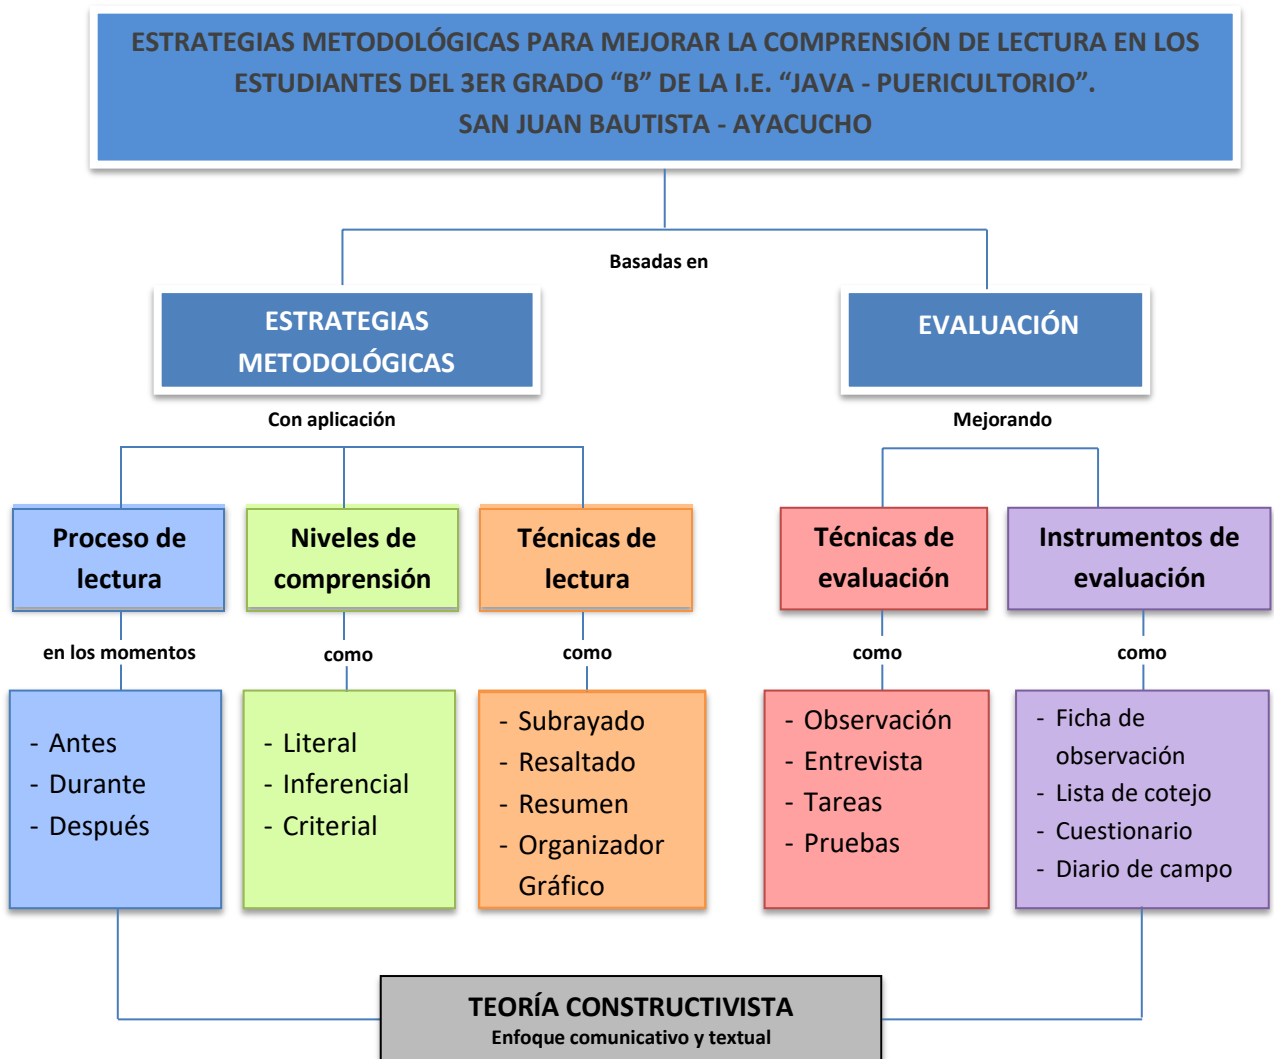 ESTRATEGIAS METODOLÓGICAS PARA MEJORAR LA COMPRENSIÓN DE LECTURA EN LOS
ESTUDIANTES DEL 3ER GRADO “B” DE LA I.E. “JAVA - PUERICULTORIO”.
SAN JUAN BAUTISTA - AYACUCHO
Basadas en
ESTRATEGIAS
METODOLÓGICAS
EVALUACIÓN
Con aplicación
Mejorando
Proceso de
lectura
Niveles de
comprensión
Técnicas de
lectura
Técnicas de
evaluación
Instrumentos de
evaluación
en los momentos
como
como
como
como
- Antes
- Durante
- Después
- Literal
- Inferencial
- Criterial
- Subrayado
- Resaltado
- Resumen
- Organizador
Gráfico
- Observación
- Entrevista
- Tareas
- Pruebas
- Ficha de
observación
- Lista de cotejo
- Cuestionario
- Diario de campo
TEORÍA CONSTRUCTIVISTA
Enfoque comunicativo y textual